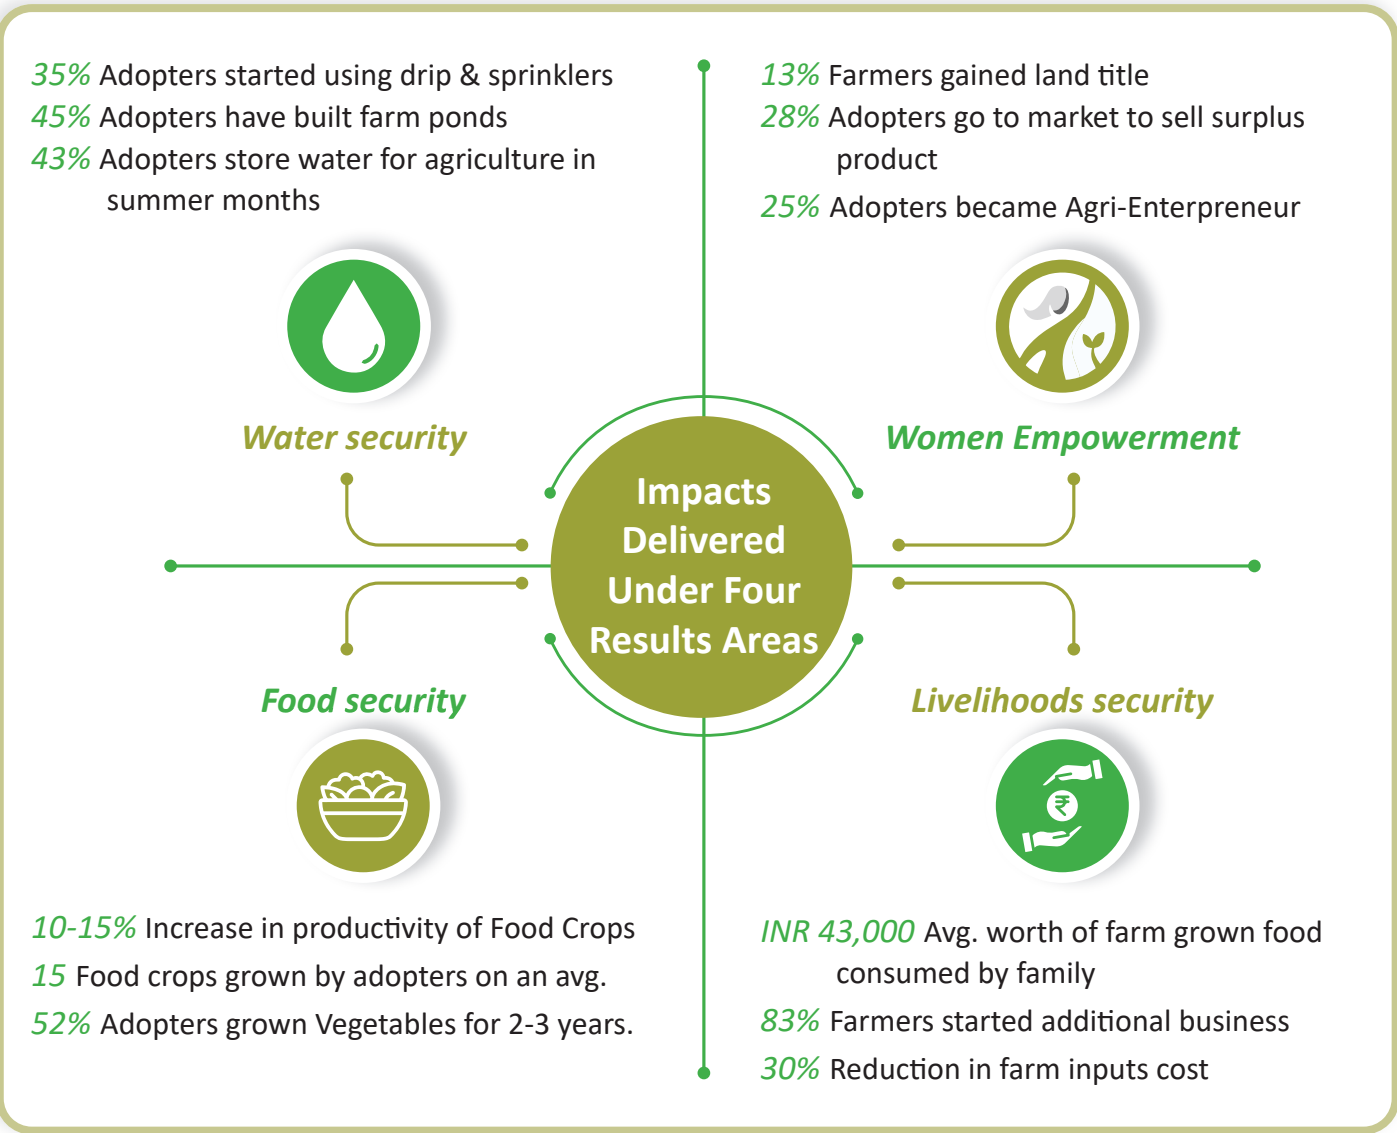 35% Adopters started using drip & sprinklers
45% Adopters have built farm ponds
43% Adopters store water for agriculture in
summer months
Water security
13% Farmers gained land title
28% Adopters go to market to sell surplus
product
25% Adopters became Agri-Enterpreneur
Women Empowerment
Impacts
Delivered
Under Four
Results Areas
Food security
10-15% Increase in productivity of Food Crops
15 Food crops grown by adopters on an avg.
52% Adopters grown Vegetables for 2-3 years.
Livelihoods security
₹
INR 43,000 Avg. worth of farm grown food
consumed by family
83% Farmers started additional business
30% Reduction in farm inputs cost